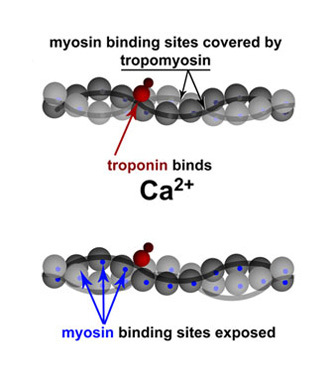 myosin binding sites covered by
tropomyosin
troponin binds
Ca²⁺
myosin binding sites exposed